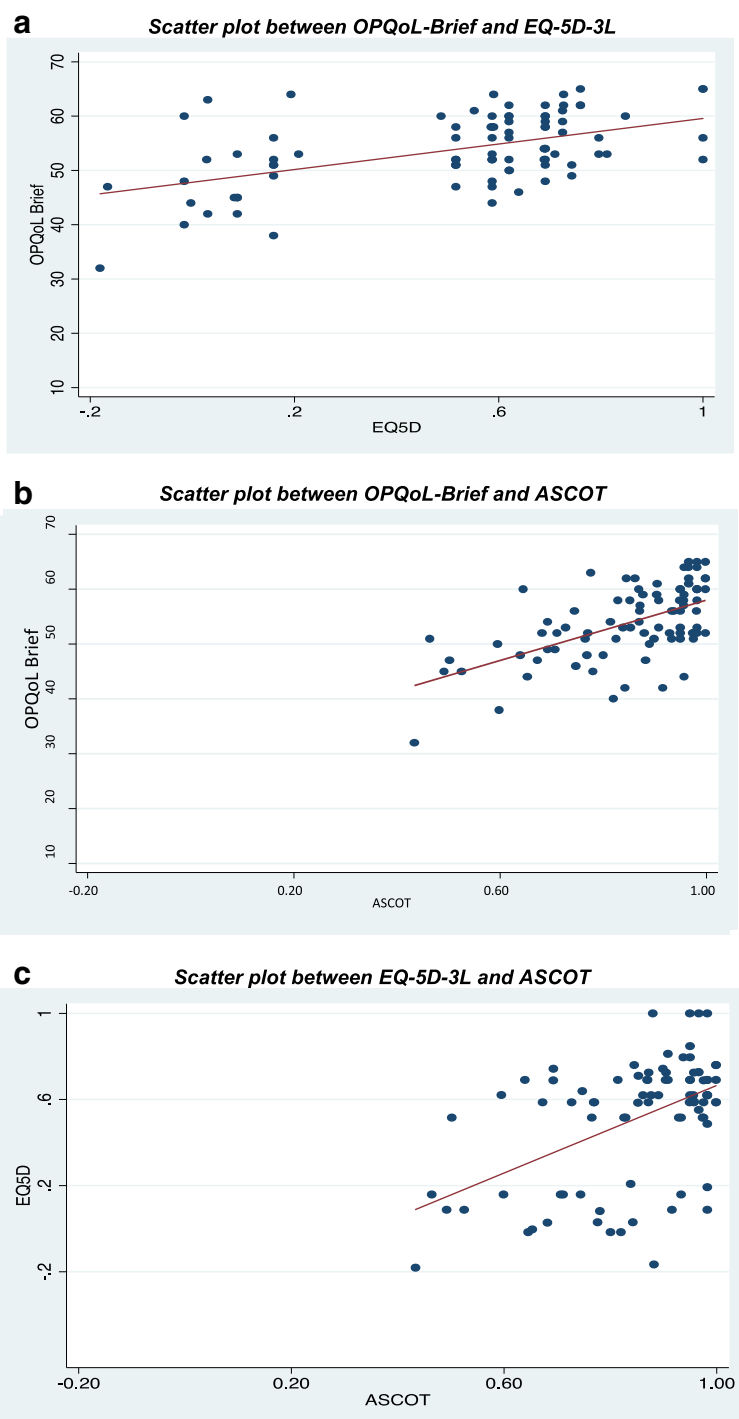 a
Scatter plot between OPQoL-Brief and EQ-5D-3L
70
60
50
40
30
20
10
OPQoL Brief
-.2
.2
.6
1
EQ5D
b
Scatter plot between OPQoL-Brief and ASCOT
70
60
50
40
30
20
10
OPQoL Brief
-0.20
0.20
0.60
1.00
ASCOT
c
Scatter plot between EQ-5D-3L and ASCOT
1
.6
.2
-.2
EQ5D
-0.20
0.20
0.60
1.00
ASCOT